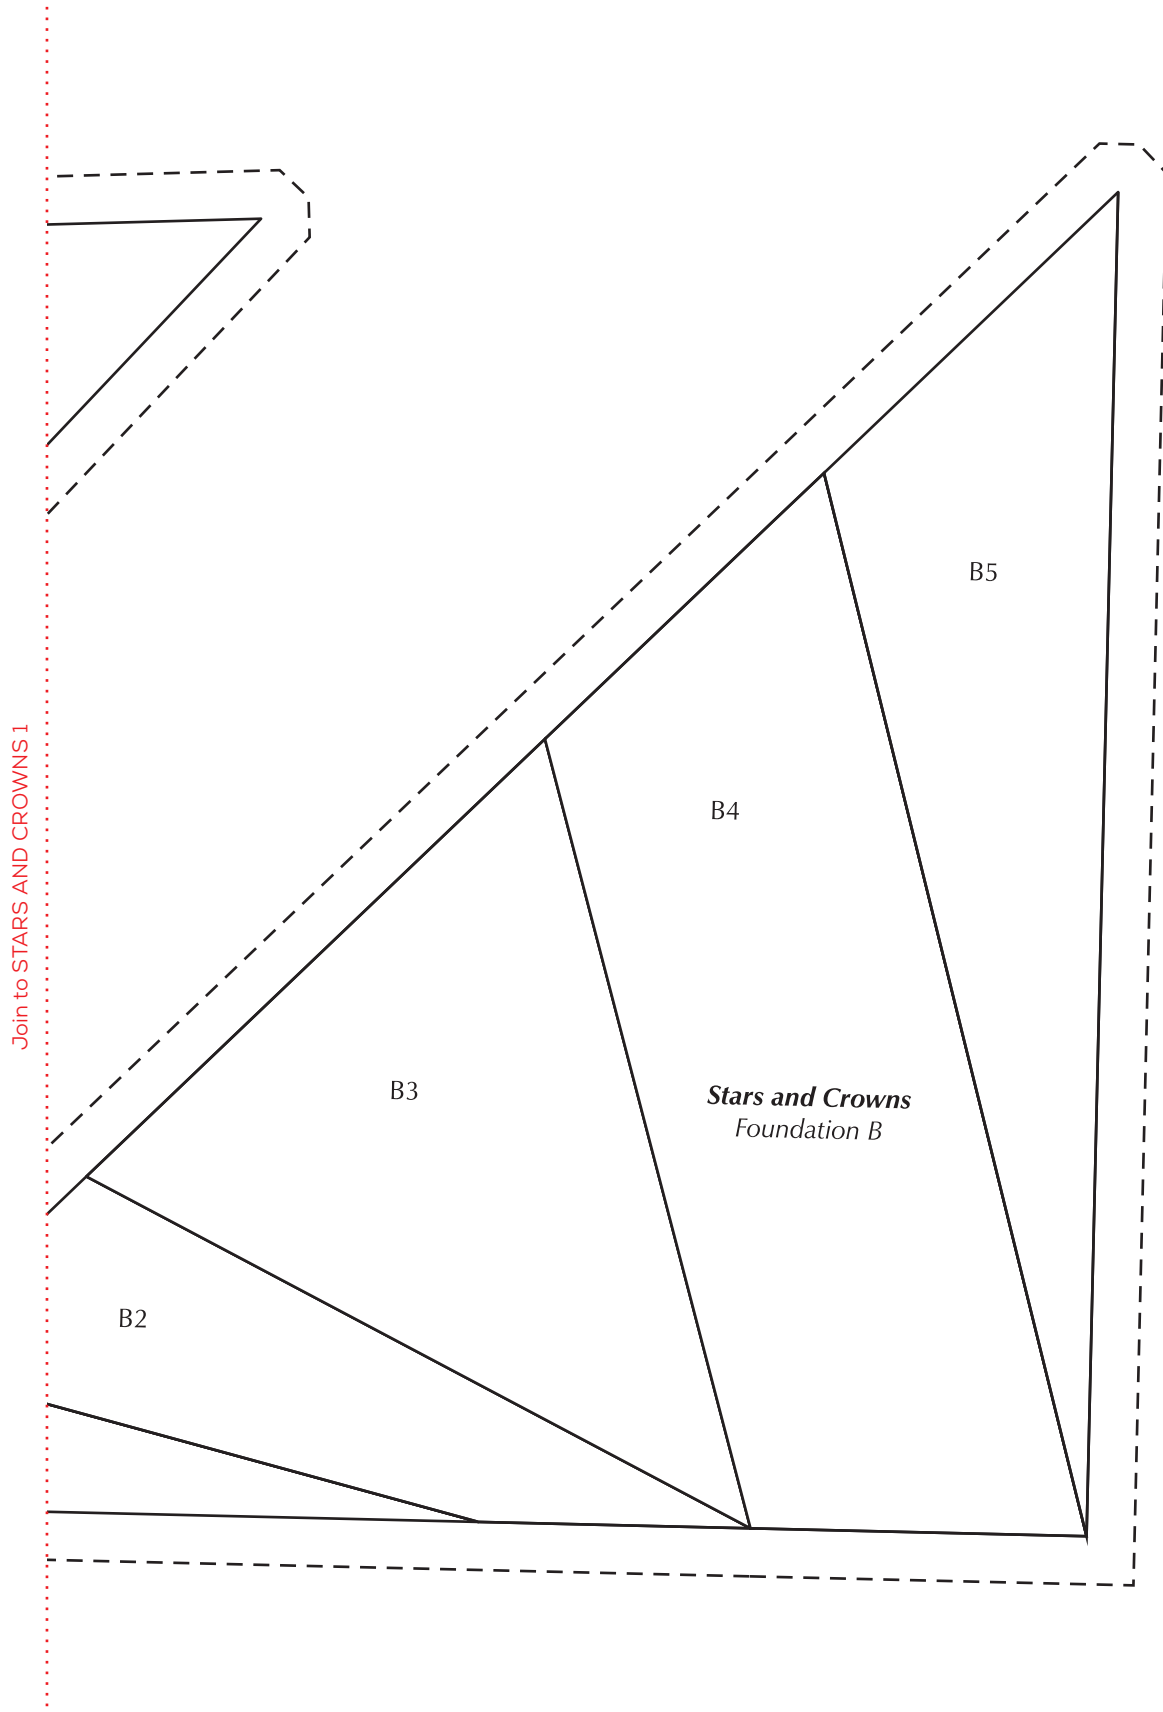 Join to STARS AND CROWNS 1
B5
B4
B3
Stars and Crowns
Foundation B
B2